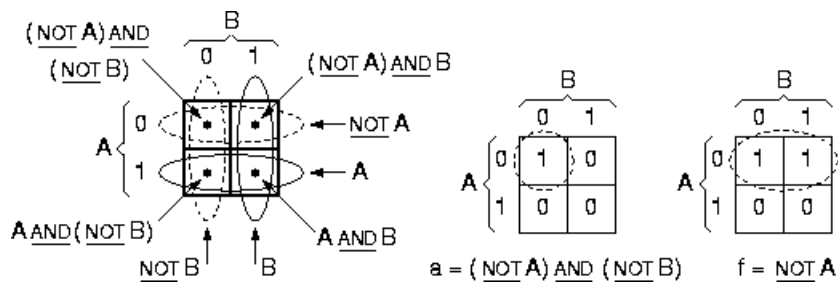 (NOT A) AND
(NOT B)
B
0 1
(NOT A) AND B
A
0
1
NOT A
A
A AND (NOT B)
A AND B
NOT B
B
B
0 1
A
0 1 0
1 0 0
a = (NOT A) AND (NOT B)
B
0 1
A
0 1 1
1 0 0
f = NOT A